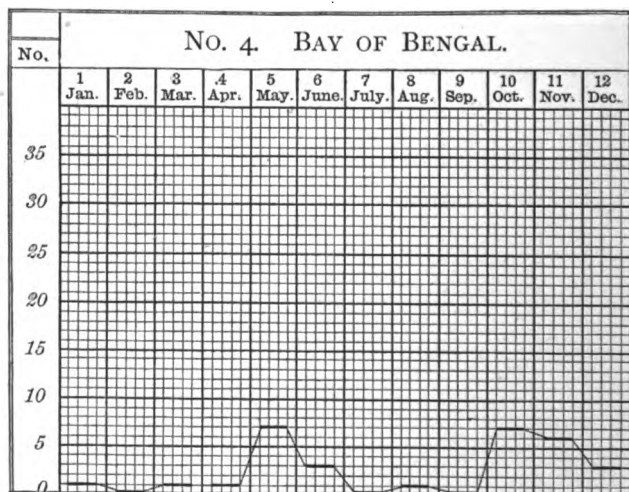 No. 4. BAY OF BENGAL.
No.
1 2 3 4 5 6 7 8 9 10 11 12
Jan. Feb. Mar. Apr. May. June. July. Aug. Sep. Oct. Nov. Dec.
35
30
25
20
15
10
5
0